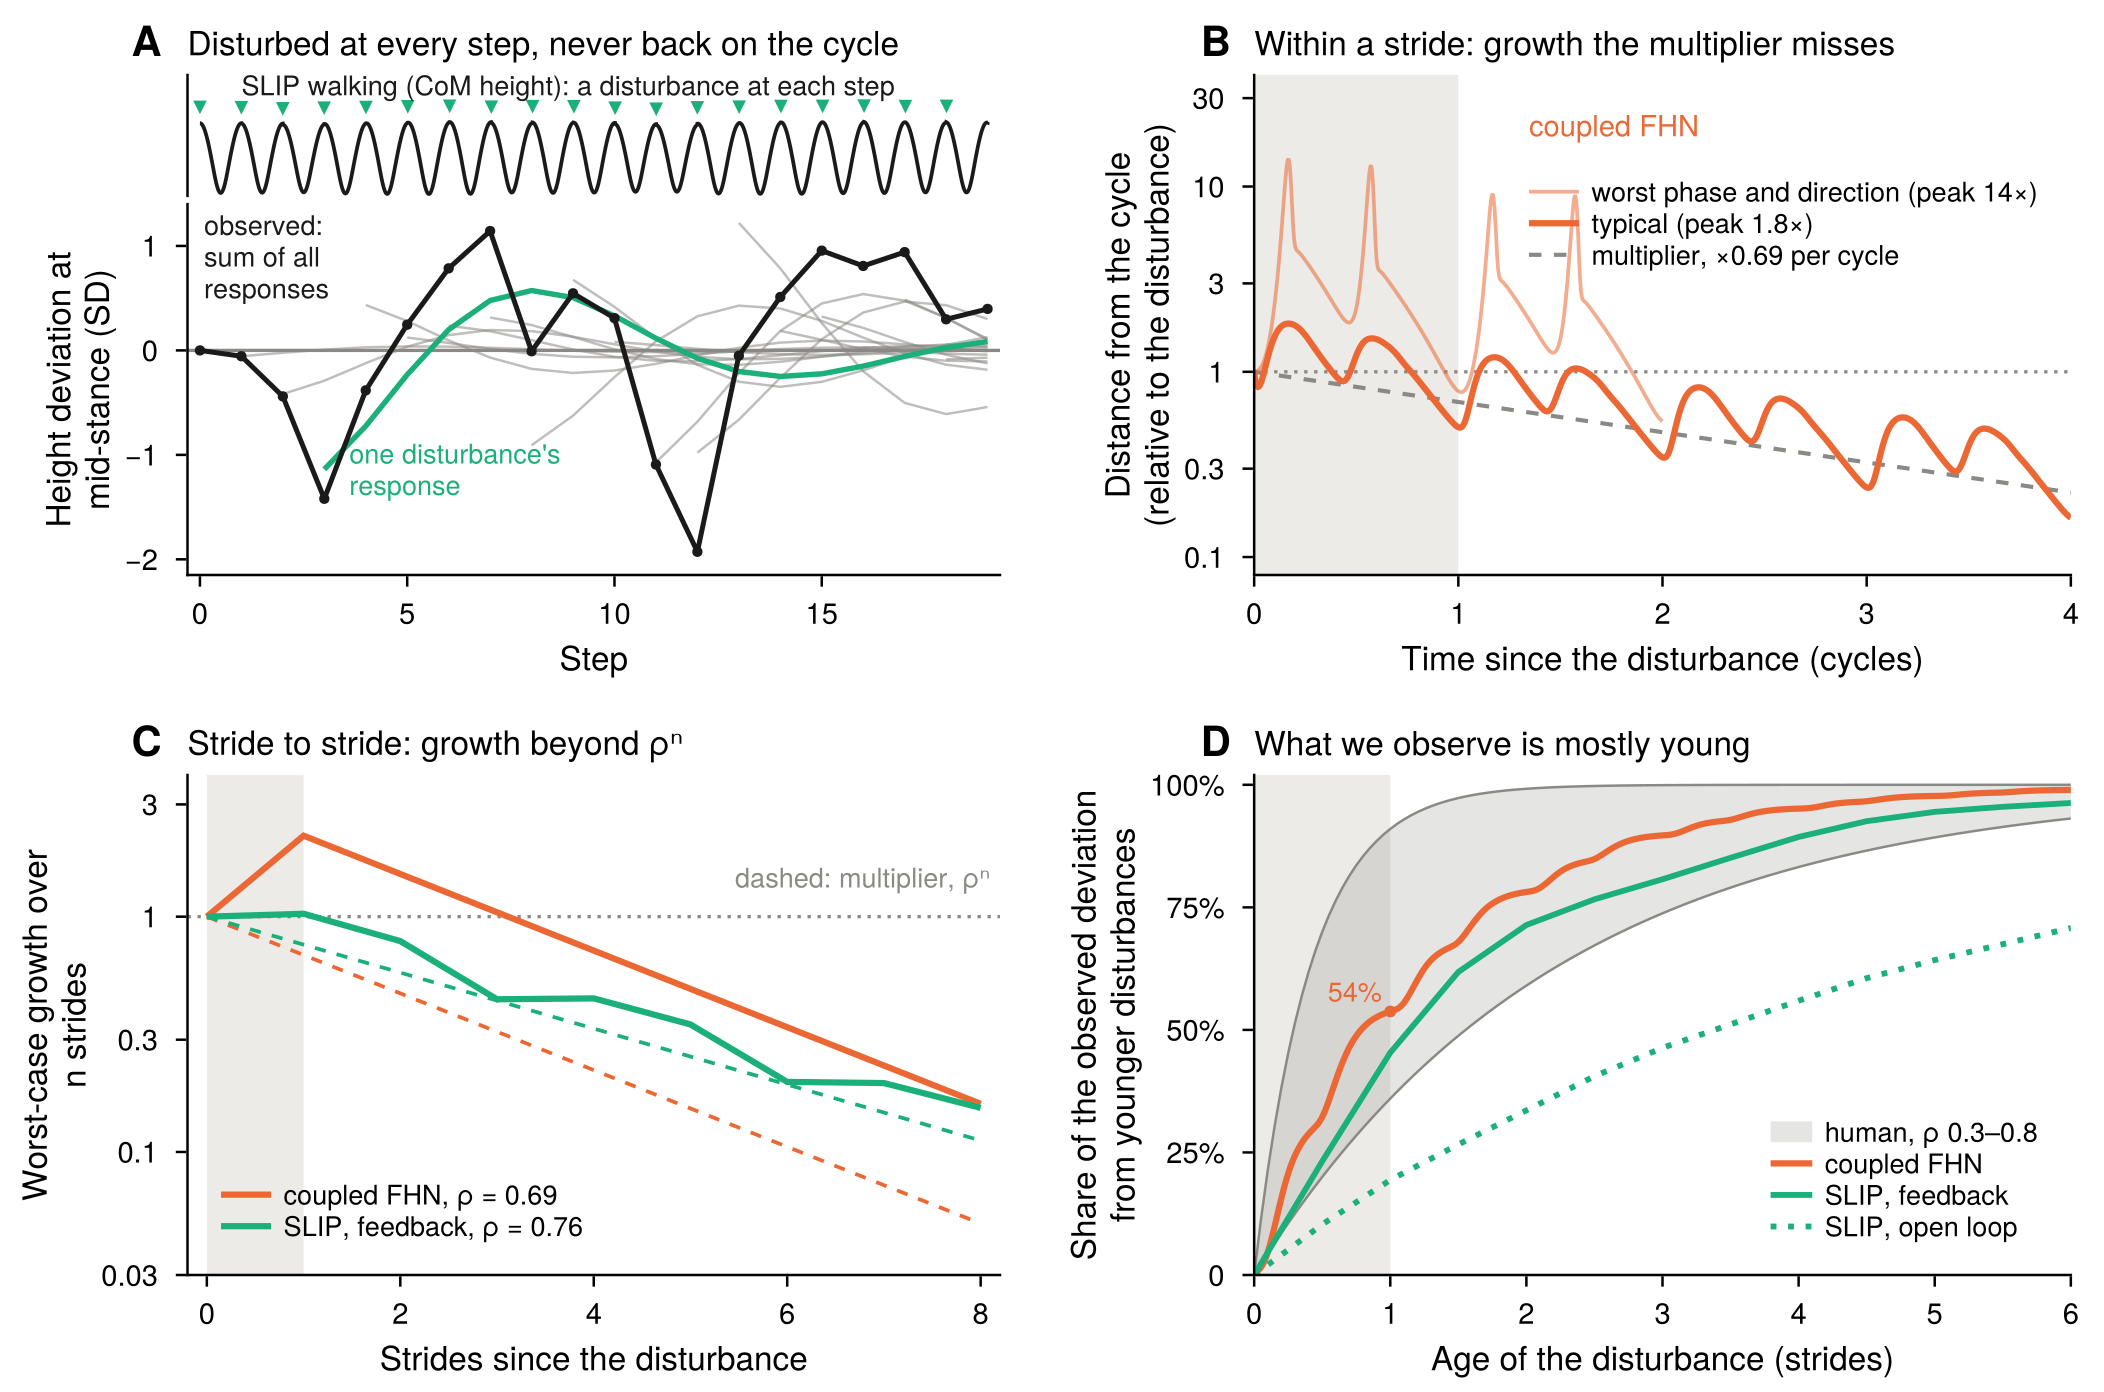 A Disturbed at every step, never back on the cycle
SLIP walking (CoM height): a disturbance at each step
observed:
sum of all
responses
one disturbance's
response
Height deviation at
mid-stance (SD)
1
0
−1
−2
0 5 10 15
Step
B Within a stride: growth the multiplier misses
coupled FHN
worst phase and direction (peak 14×)
typical (peak 1.8×)
multiplier, ×0.69 per cycle
Distance from the cycle
(relative to the disturbance)
30
10
3
1
0.3
0.1
0 1 2 3 4
Time since the disturbance (cycles)
C Stride to stride: growth beyond ρⁿ
dashed: multiplier, ρⁿ
coupled FHN, ρ = 0.69
SLIP, feedback, ρ = 0.76
Worst-case growth over
n strides
3
1
0.3
0.1
0.03
0 2 4 6 8
Strides since the disturbance
D What we observe is mostly young
54%
human, ρ 0.3–0.8
coupled FHN
SLIP, feedback
SLIP, open loop
Share of the observed deviation
from younger disturbances
100%
75%
50%
25%
0
0 1 2 3 4 5 6
Age of the disturbance (strides)